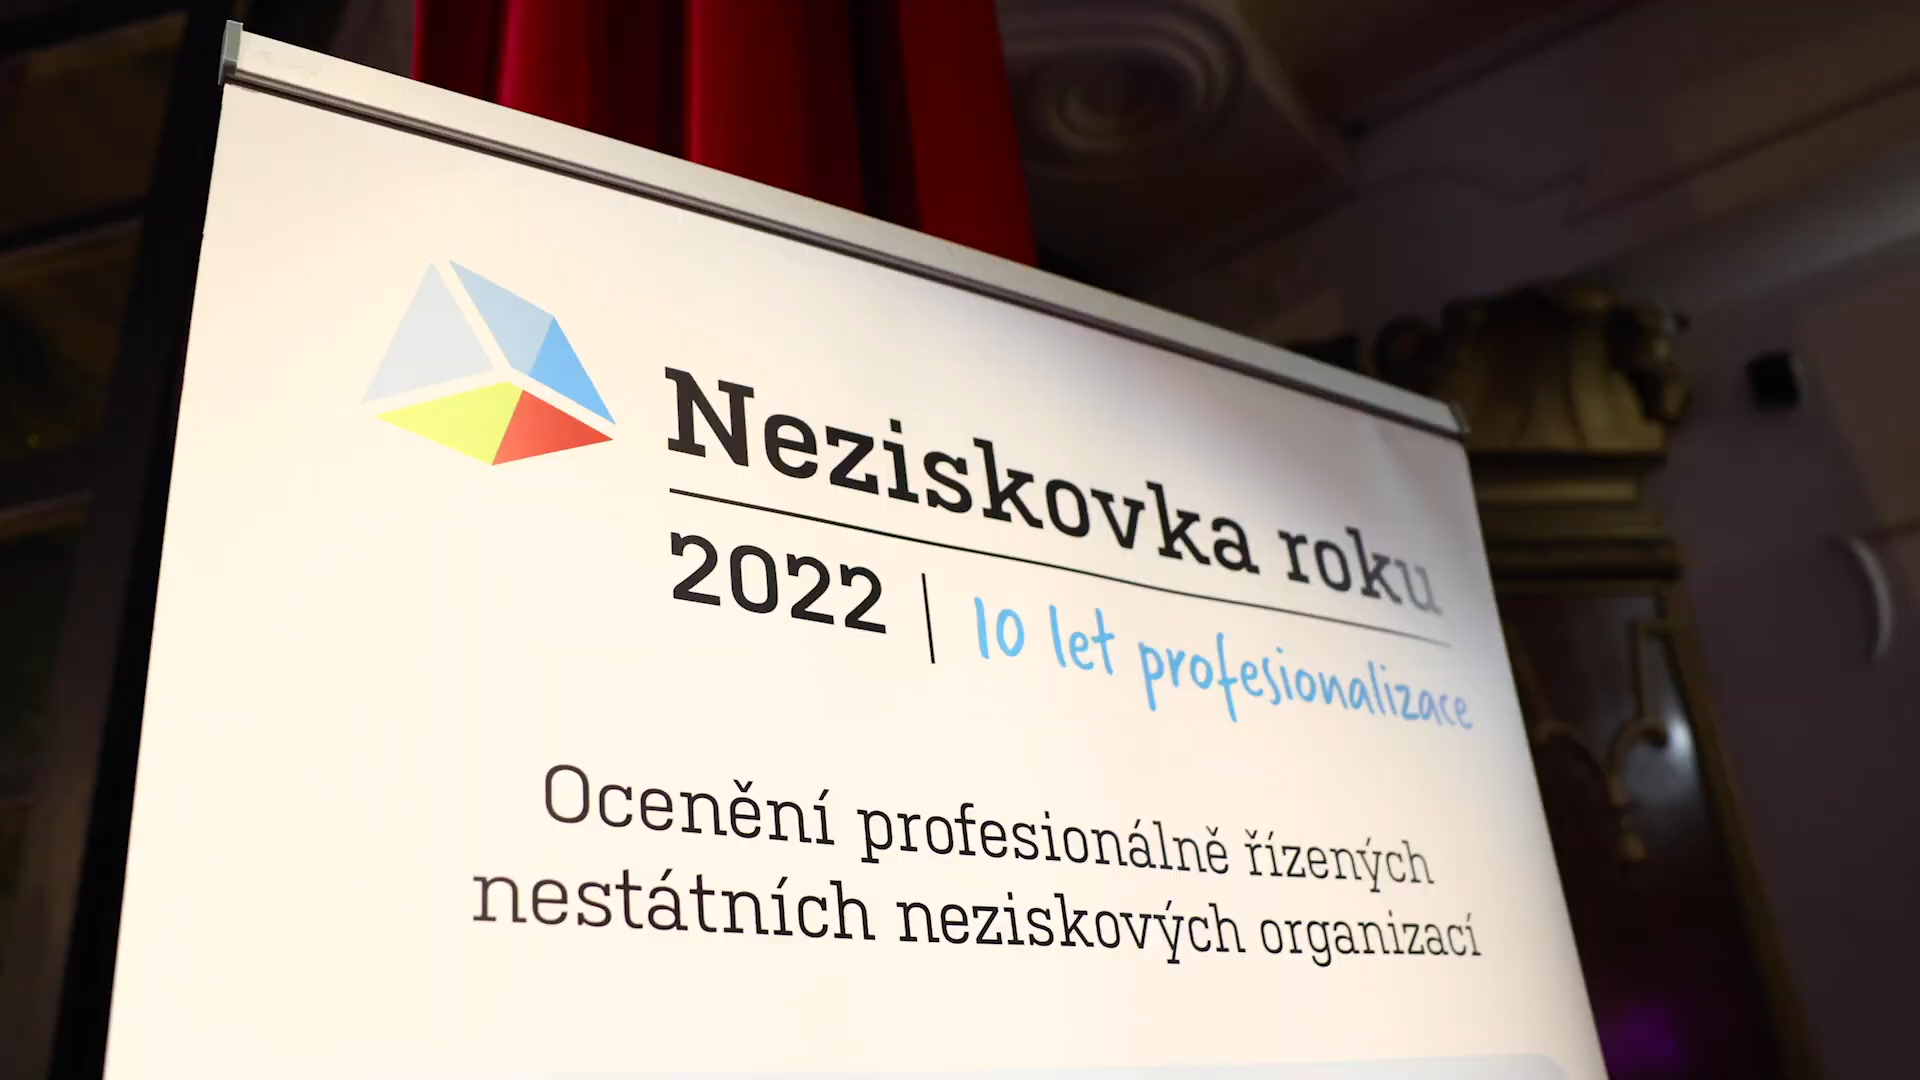 Neziskovka roku
2022 | 10 let profesionalizace
Ocenění profesionálně řízených
nestátních neziskových organizací